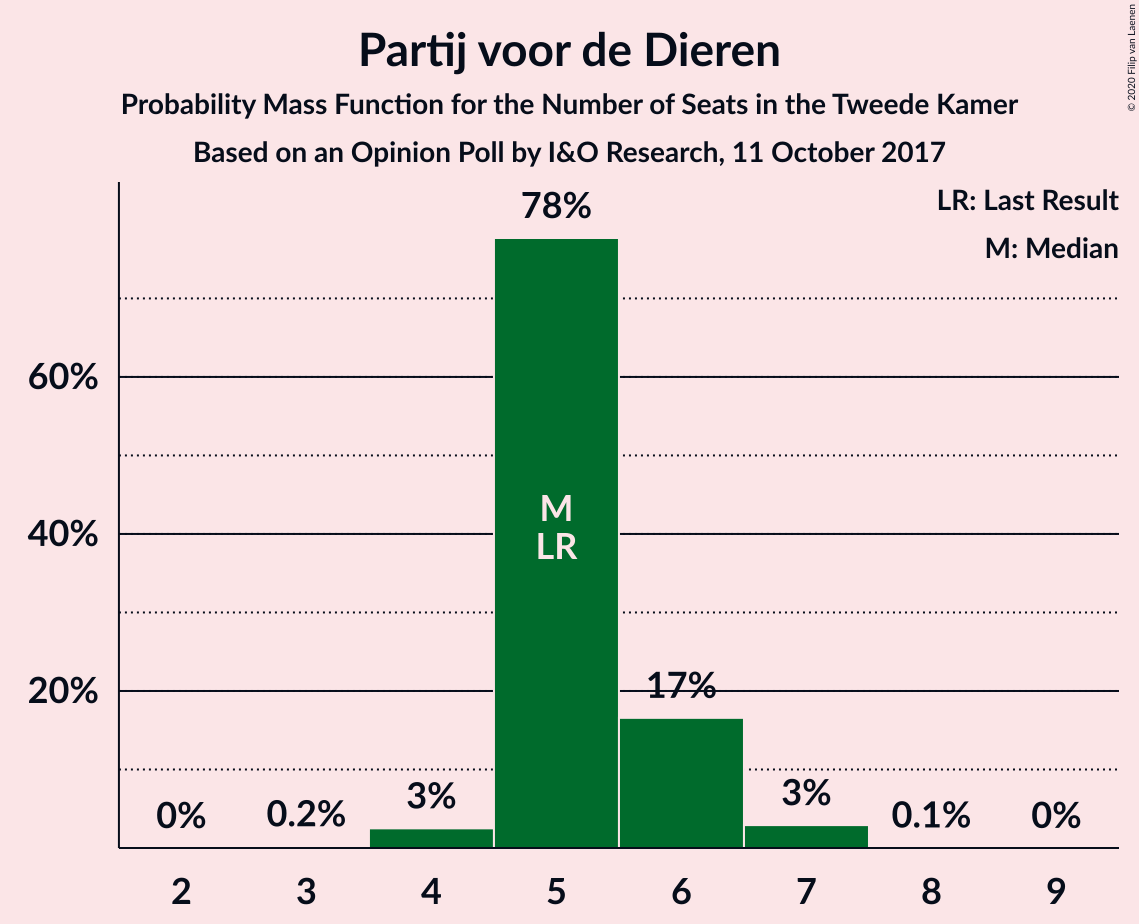 Partij voor de Dieren
Probability Mass Function for the Number of Seats in the Tweede Kamer
Based on an Opinion Poll by I&O Research, 11 October 2017
© 2020 Filip van Laenen
LR: Last Result
M: Median
78%
60%
40%
20%
M
LR
17%
0%
0.2%
3%
3%
0.1%
0%
2 3 4 5 6 7 8 9